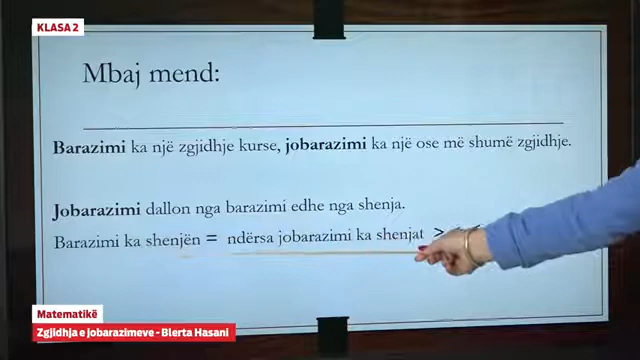 KLASA 2
Mbaj mend:
Barazimi ka një zgjidhje kurse, jobarazimi ka një ose më shumë zgjidhje.
Jobarazimi dallon nga barazimi edhe nga shenja.
Barazimi ka shenjën = ndërsa jobarazimi ka shenjat >
Matematikë
Zgjidhja e jobarazimeve - Blerta Hasani